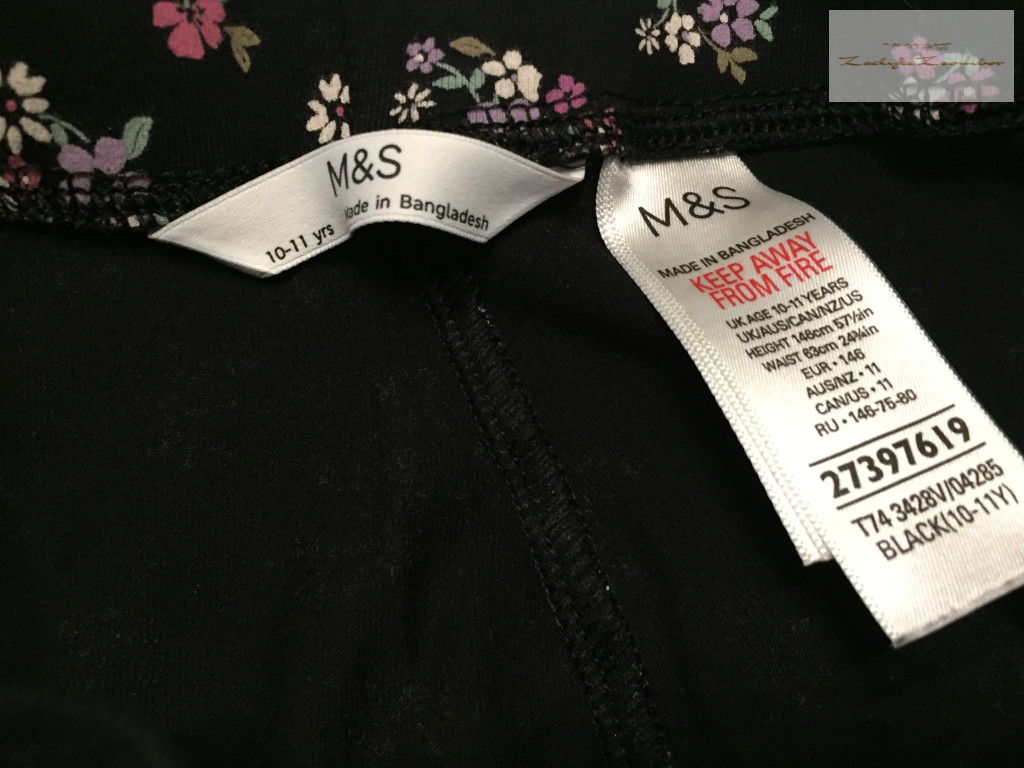 M&S
Made in Bangladesh
10-11 yrs
M&S
MADE IN BANGLADESH
KEEP AWAY
FROM FIRE
UK AGE 10-11 YEARS
UK/AUS/CAN/NZ/US
HEIGHT 146cm 57½in
WAIST 63cm 24¾in
EUR • 146
AUS/NZ • 11
CAN/US • 11
RU • 146-75-60
27397619
T74 3428V/04285
BLACK(10-11Y)